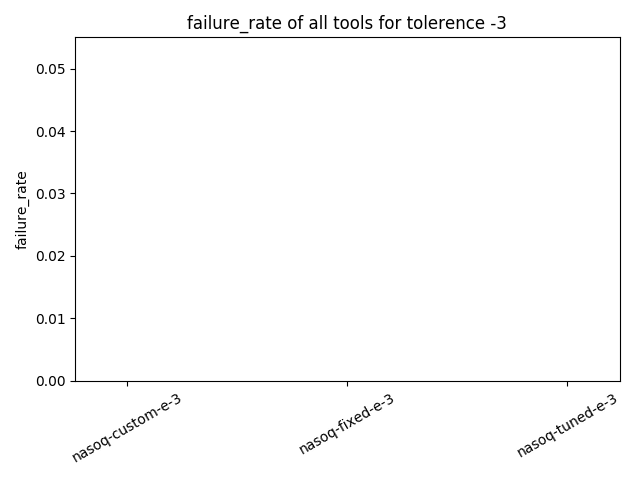 failure_rate of all tools for tolerence -3
0.05
0.04
0.03
0.02
0.01
0.00
failure_rate
nasoq-custom-e-3
nasoq-fixed-e-3
nasoq-tuned-e-3